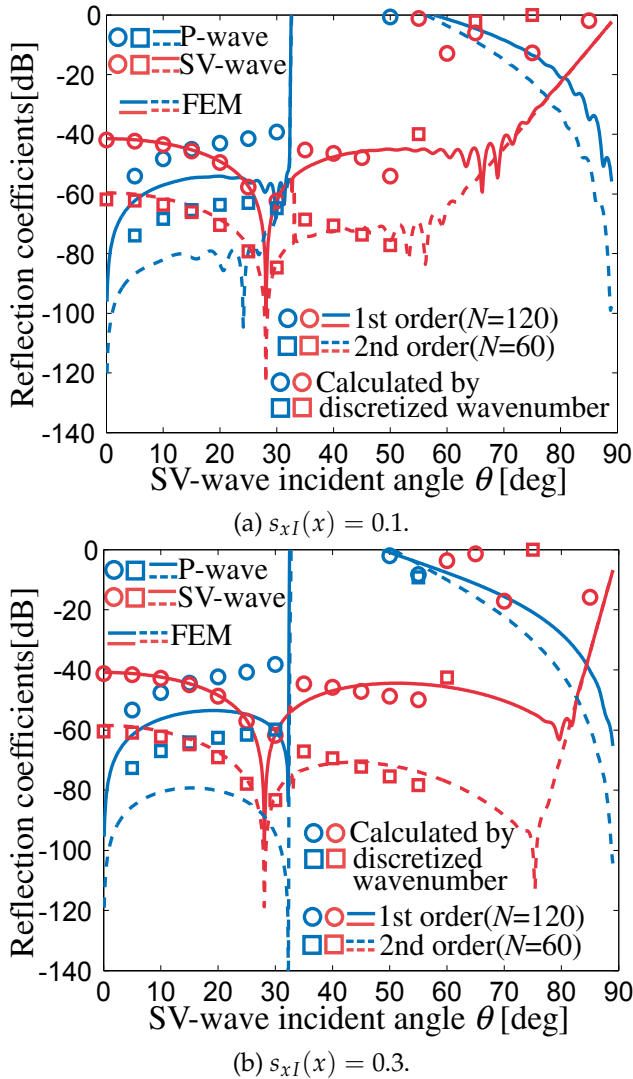 0
-20
-40
-60
-80
-100
-120
-140
Reflection coefficients[dB]
P-wave
SV-wave
FEM
1st order(N=120)
2nd order(N=60)
Calculated by
discretized wavenumber
0 10 20 30 40 50 60 70 80 90
SV-wave incident angle θ [deg]
(a) s_{xI}(x) = 0.1.
0
-20
-40
-60
-80
-100
-120
-140
Reflection coefficients[dB]
P-wave
SV-wave
FEM
Calculated by
discretized
wavenumber
1st order(N=120)
2nd order(N=60)
0 10 20 30 40 50 60 70 80 90
SV-wave incident angle θ [deg]
(b) s_{xI}(x) = 0.3.